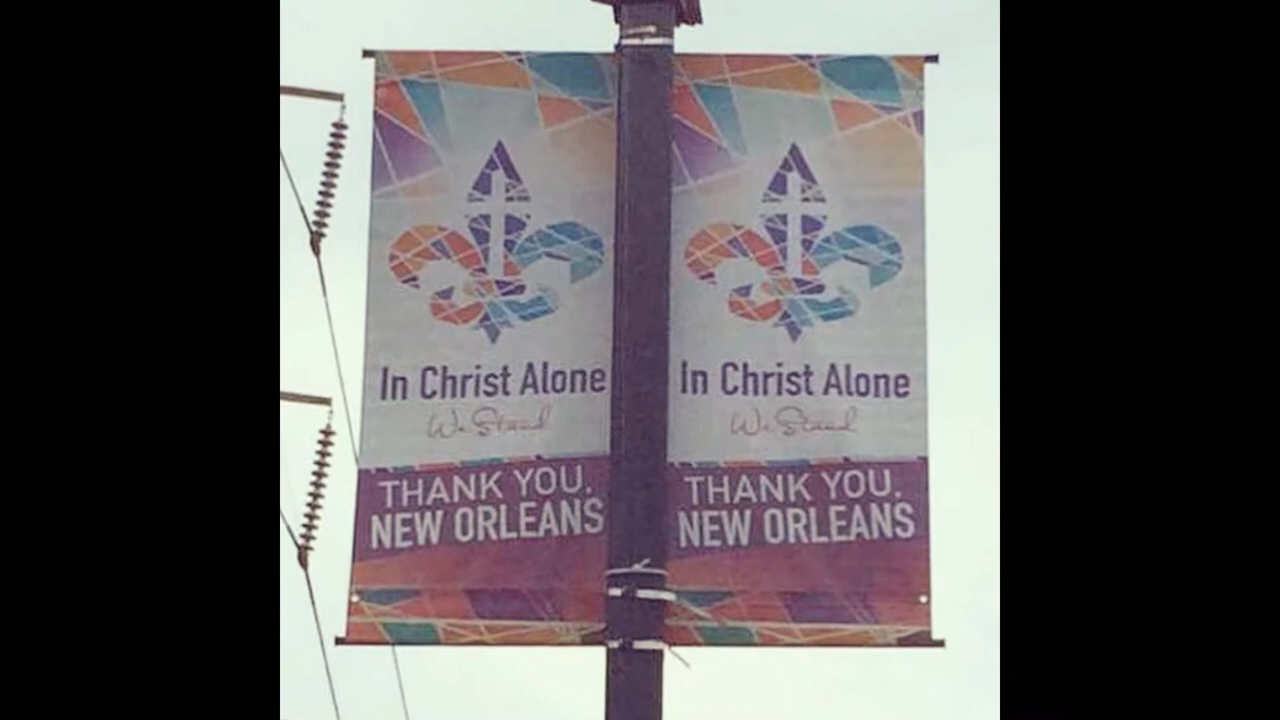 In Christ Alone
We Stand
THANK YOU,
NEW ORLEANS
In Christ Alone
We Stand
THANK YOU,
NEW ORLEANS